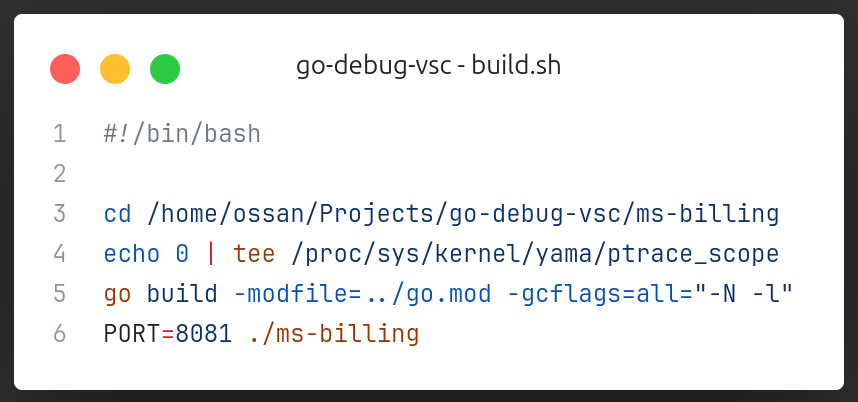 go-debug-vsc - build.sh
1 #!/bin/bash
2
3 cd /home/ossan/Projects/go-debug-vsc/ms-billing
4 echo 0 | tee /proc/sys/kernel/yama/ptrace_scope
5 go build -modfile=../go.mod -gcflags=all="-N -l"
6 PORT=8081 ./ms-billing